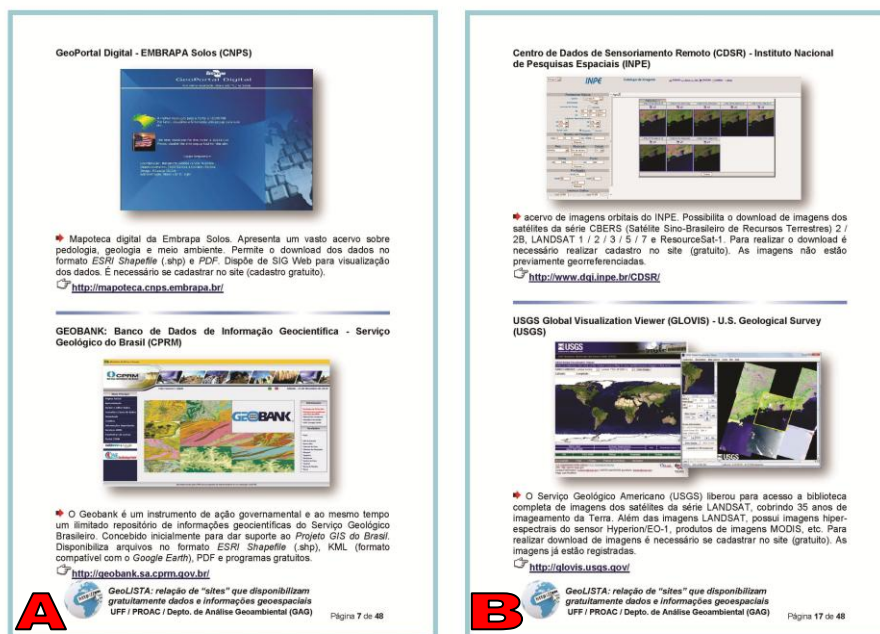 GeoPortal Digital - EMBRAPA Solos (CNPS)
GeoPortal Digital
Mapoteca digital da Embrapa Solos. Apresenta um vasto acervo sobre
pedologia, geologia e meio ambiente. Permite o download dos dados no
formato ESRI Shapefile (.shp) e PDF. Dispõe de SIG Web para visualização
dos dados. É necessário se cadastrar no site (cadastro gratuito).
http://mapoteca.cnps.embrapa.br/
GEOBANK: Banco de Dados de Informação Geocientífica - Serviço
Geológico do Brasil (CPRM)
CPRM
GEOBANK
O Geobank é um instrumento de ação governamental e ao mesmo tempo
um ilimitado repositório de informações geocientíficas do Serviço Geológico
Brasileiro. Concebido inicialmente para dar suporte ao Projeto GIS do Brasil.
Disponibiliza arquivos no formato ESRI Shapefile (.shp), KML (formato
compatível com o Google Earth), PDF e programas gratuitos.
http://geobank.sa.cprm.gov.br/
A
http://
GeoLISTA: relação de “sites” que disponibilizam
gratuitamente dados e informações geoespaciais
UFF / PROAC / Depto. de Análise Geoambiental (GAG)
Página 7 de 48
Centro de Dados de Sensoriamento Remoto (CDSR) - Instituto Nacional
de Pesquisas Espaciais (INPE)
INPE
acervo de imagens orbitais do INPE. Possibilita o download de imagens dos
satélites da série CBERS (Satélite Sino-Brasileiro de Recursos Terrestres) 2 /
2B, LANDSAT 1 / 2 / 3 / 5 / 7 e ResourceSat-1. Para realizar o download é
necessário realizar cadastro no site (gratuito). As imagens não estão
previamente georreferenciadas.
http://www.dgi.inpe.br/CDSR/
USGS Global Visualization Viewer (GLOVIS) - U.S. Geological Survey
(USGS)
USGS
USGS
O Serviço Geológico Americano (USGS) liberou para acesso a biblioteca
completa de imagens dos satélites da série LANDSAT, cobrindo 35 anos de
imageamento da Terra. Além das imagens LANDSAT, possui imagens hiper-
espectrais do sensor Hyperion/EO-1, produtos de imagens MODIS, etc. Para
realizar download de imagens é necessário se cadastrar no site (gratuito). As
imagens já estão registradas.
http://glovis.usgs.gov/
B
http://
GeoLISTA: relação de “sites” que disponibilizam
gratuitamente dados e informações geoespaciais
UFF / PROAC / Depto. de Análise Geoambiental (GAG)
Página 17 de 48